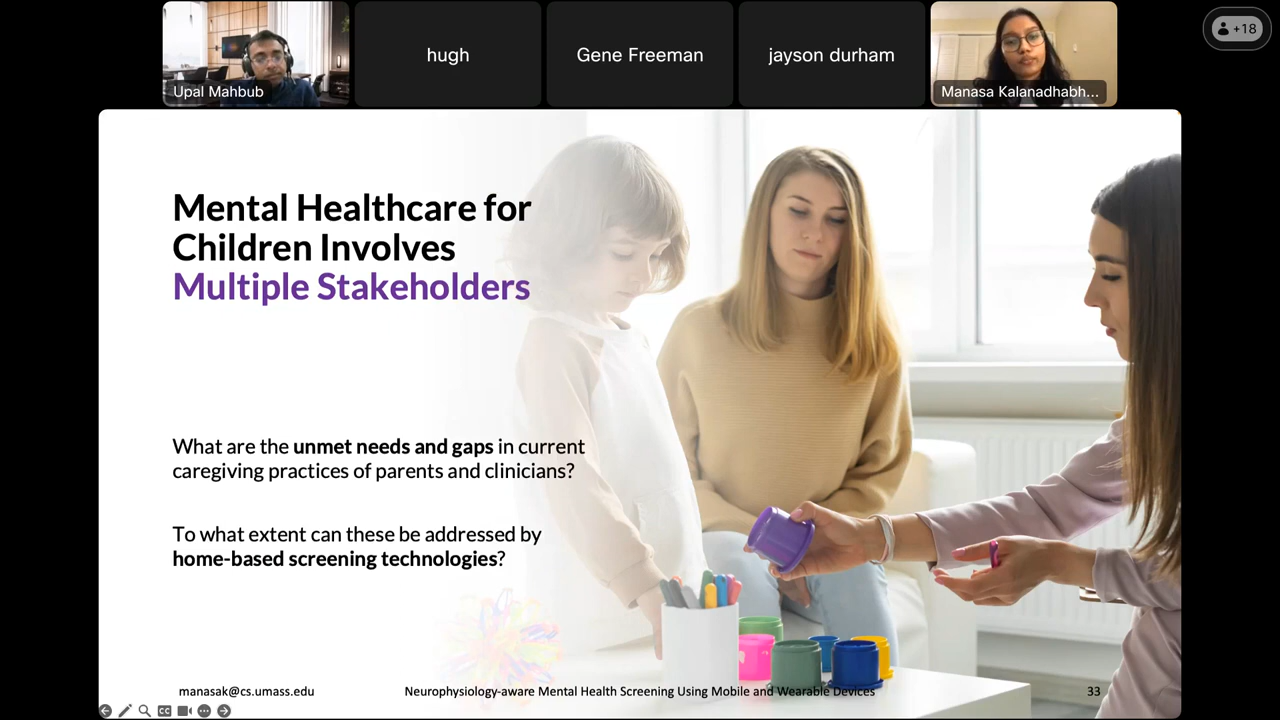 Upal Mahbub
hugh
Gene Freeman
jayson durham
Manasa Kalanadhabh...
+18
Mental Healthcare for
Children Involves
Multiple Stakeholders
What are the unmet needs and gaps in current
caregiving practices of parents and clinicians?
To what extent can these be addressed by
home-based screening technologies?
manasak@cs.umass.edu
Neurophysiology-aware Mental Health Screening Using Mobile and Wearable Devices
33
CC